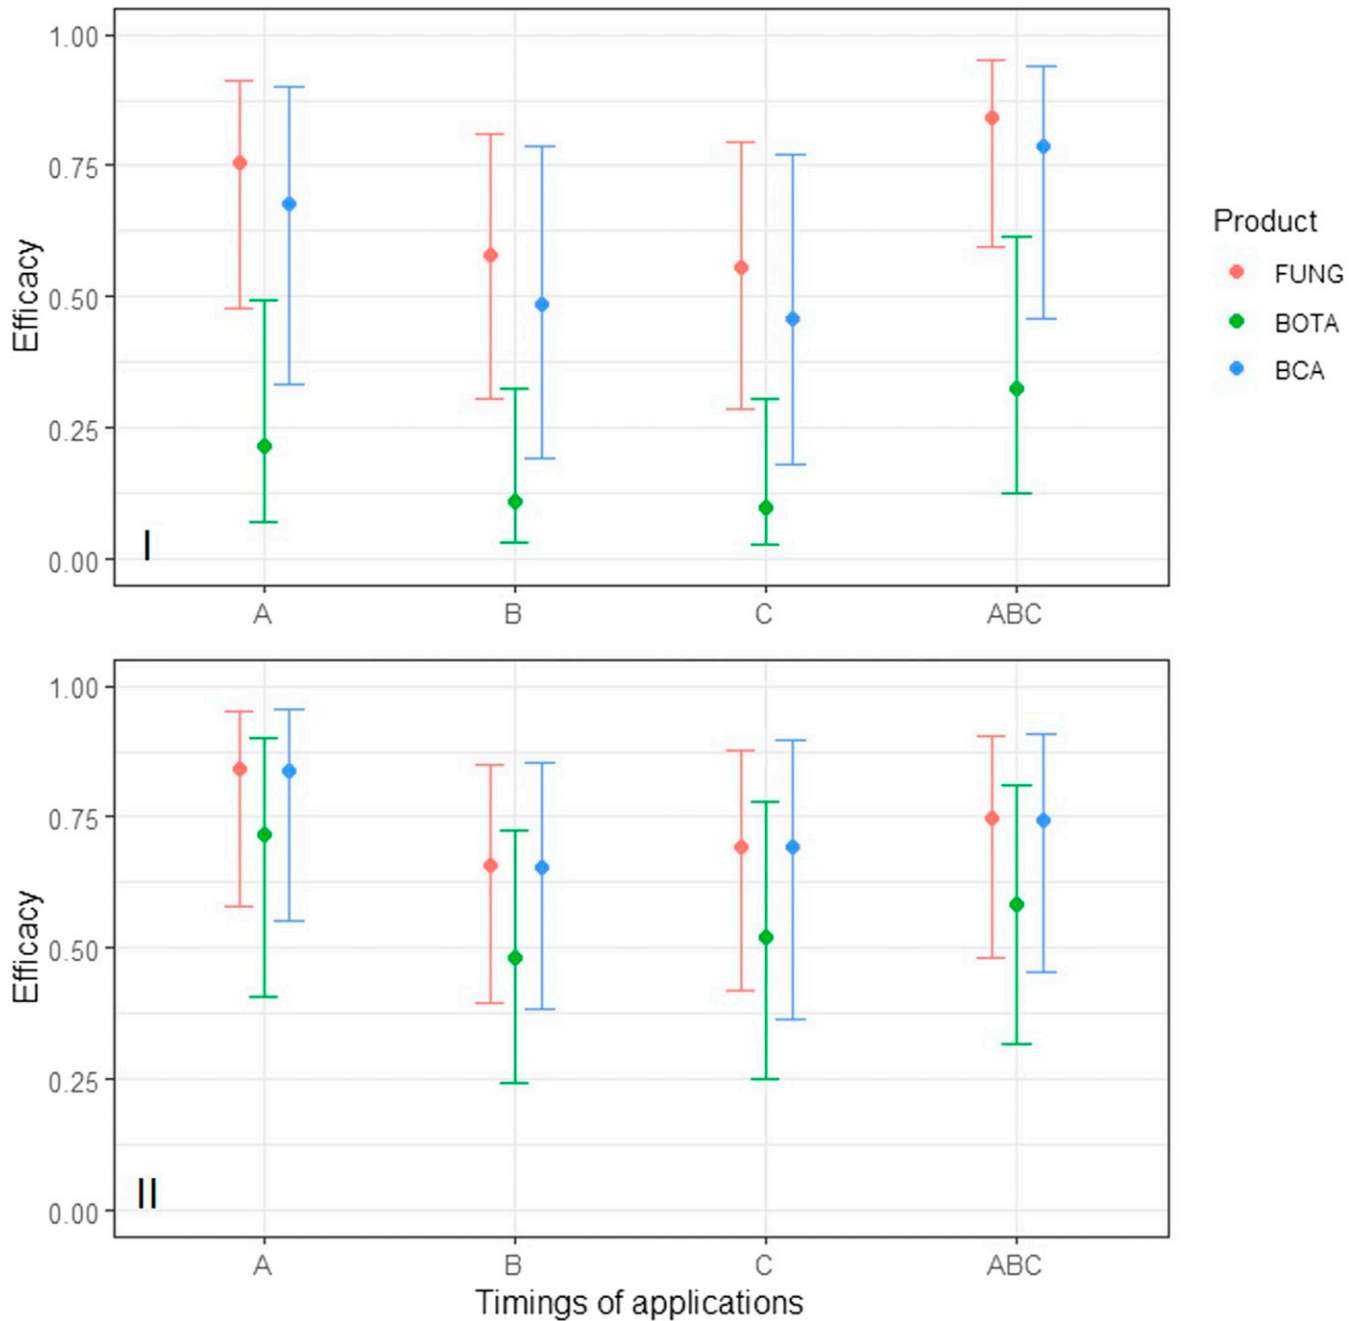 1.00
0.75
0.50
0.25
0.00
Efficacy
I
A B C ABC
Product
FUNG
BOTA
BCA
1.00
0.75
0.50
0.25
0.00
Efficacy
II
A B C ABC
Timings of applications